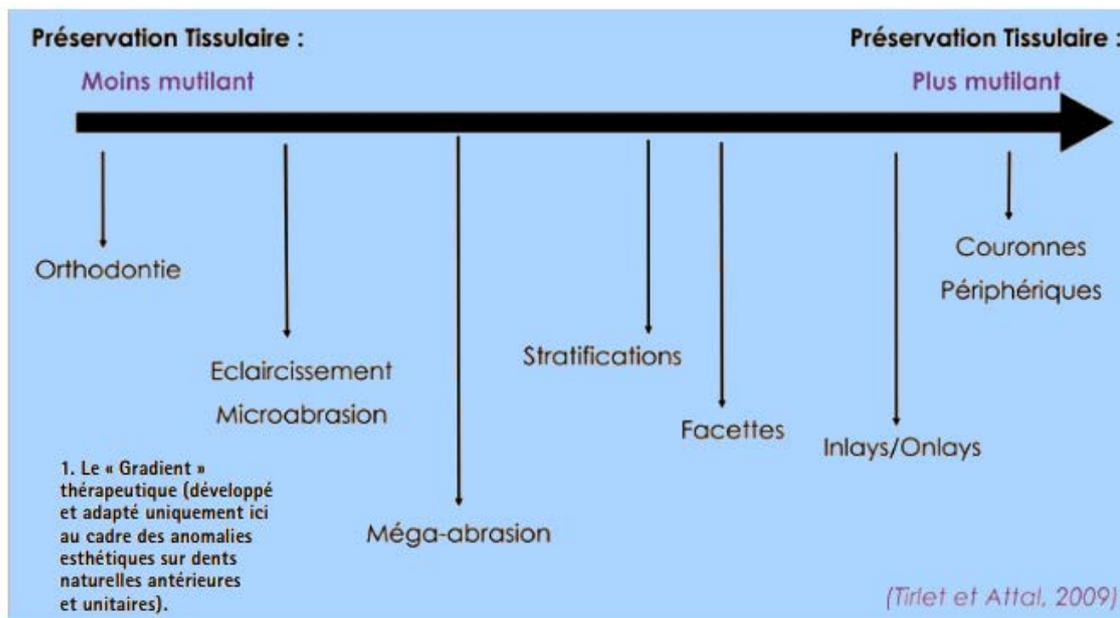 Préservation Tissulaire :
Préservation Tissulaire :
Moins mutilant
Plus mutilant
Orthodontie
Couronnes
Périphériques
Eclaircissement
Microabrasion
Stratifications
Facettes
Inlays/Onlays
Méga-abrasion
1. Le « Gradient »
thérapeutique (développé
et adapté uniquement ici
au cadre des anomalies
esthétiques sur dents
naturelles antérieures
et unitaires).
(Tirlet et Attal, 2009)